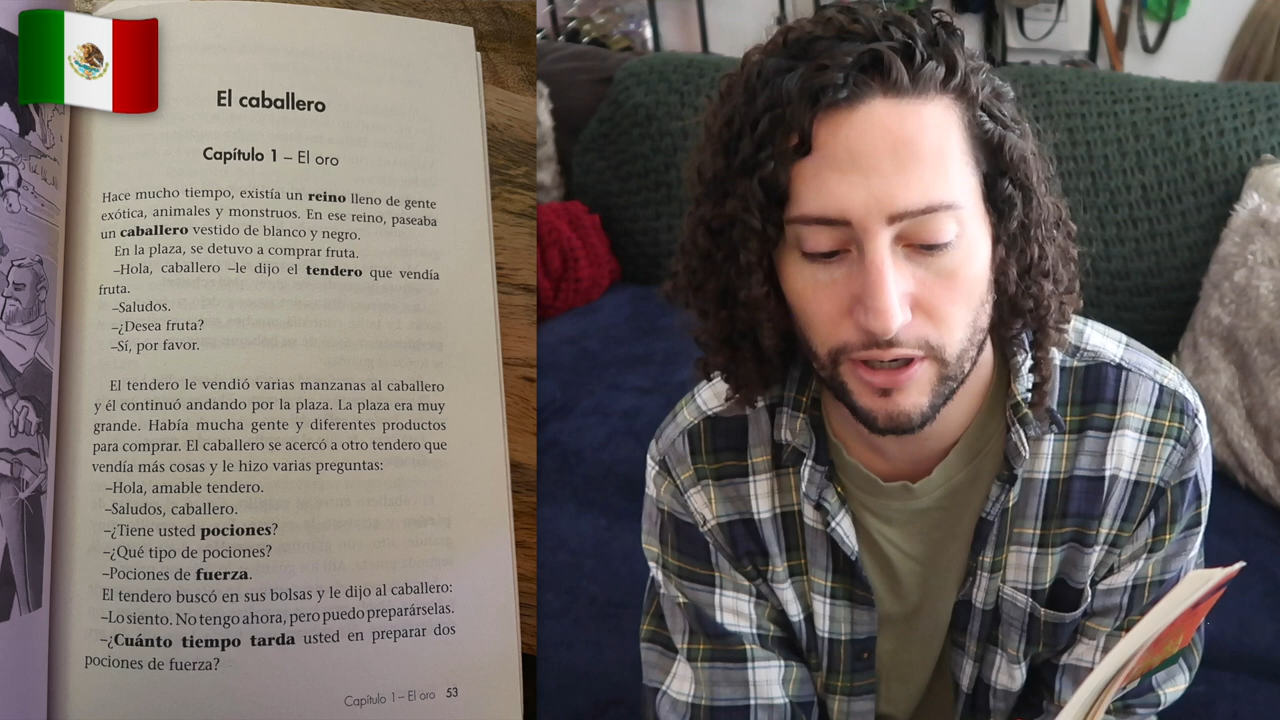 El caballero
Capítulo 1 – El oro
Hace mucho tiempo, existía un reino lleno de gente
exótica, animales y monstruos. En ese reino, paseaba
un caballero vestido de blanco y negro.
En la plaza, se detuvo a comprar fruta.
–Hola, caballero –le dijo el tendero que vendía
fruta.
–Saludos.
–¿Desea fruta?
–Sí, por favor.
El tendero le vendió varias manzanas al caballero
y él continuó andando por la plaza. La plaza era muy
grande. Había mucha gente y diferentes productos
para comprar. El caballero se acercó a otro tendero que
vendía más cosas y le hizo varias preguntas:
–Hola, amable tendero.
–Saludos, caballero.
–¿Tiene usted pociones?
–¿Qué tipo de pociones?
–Pociones de fuerza.
El tendero buscó en sus bolsas y le dijo al caballero:
–Lo siento. No tengo ahora, pero puedo preparárselas.
–¿Cuánto tiempo tarda usted en preparar dos
pociones de fuerza?
Capítulo 1 – El oro 53